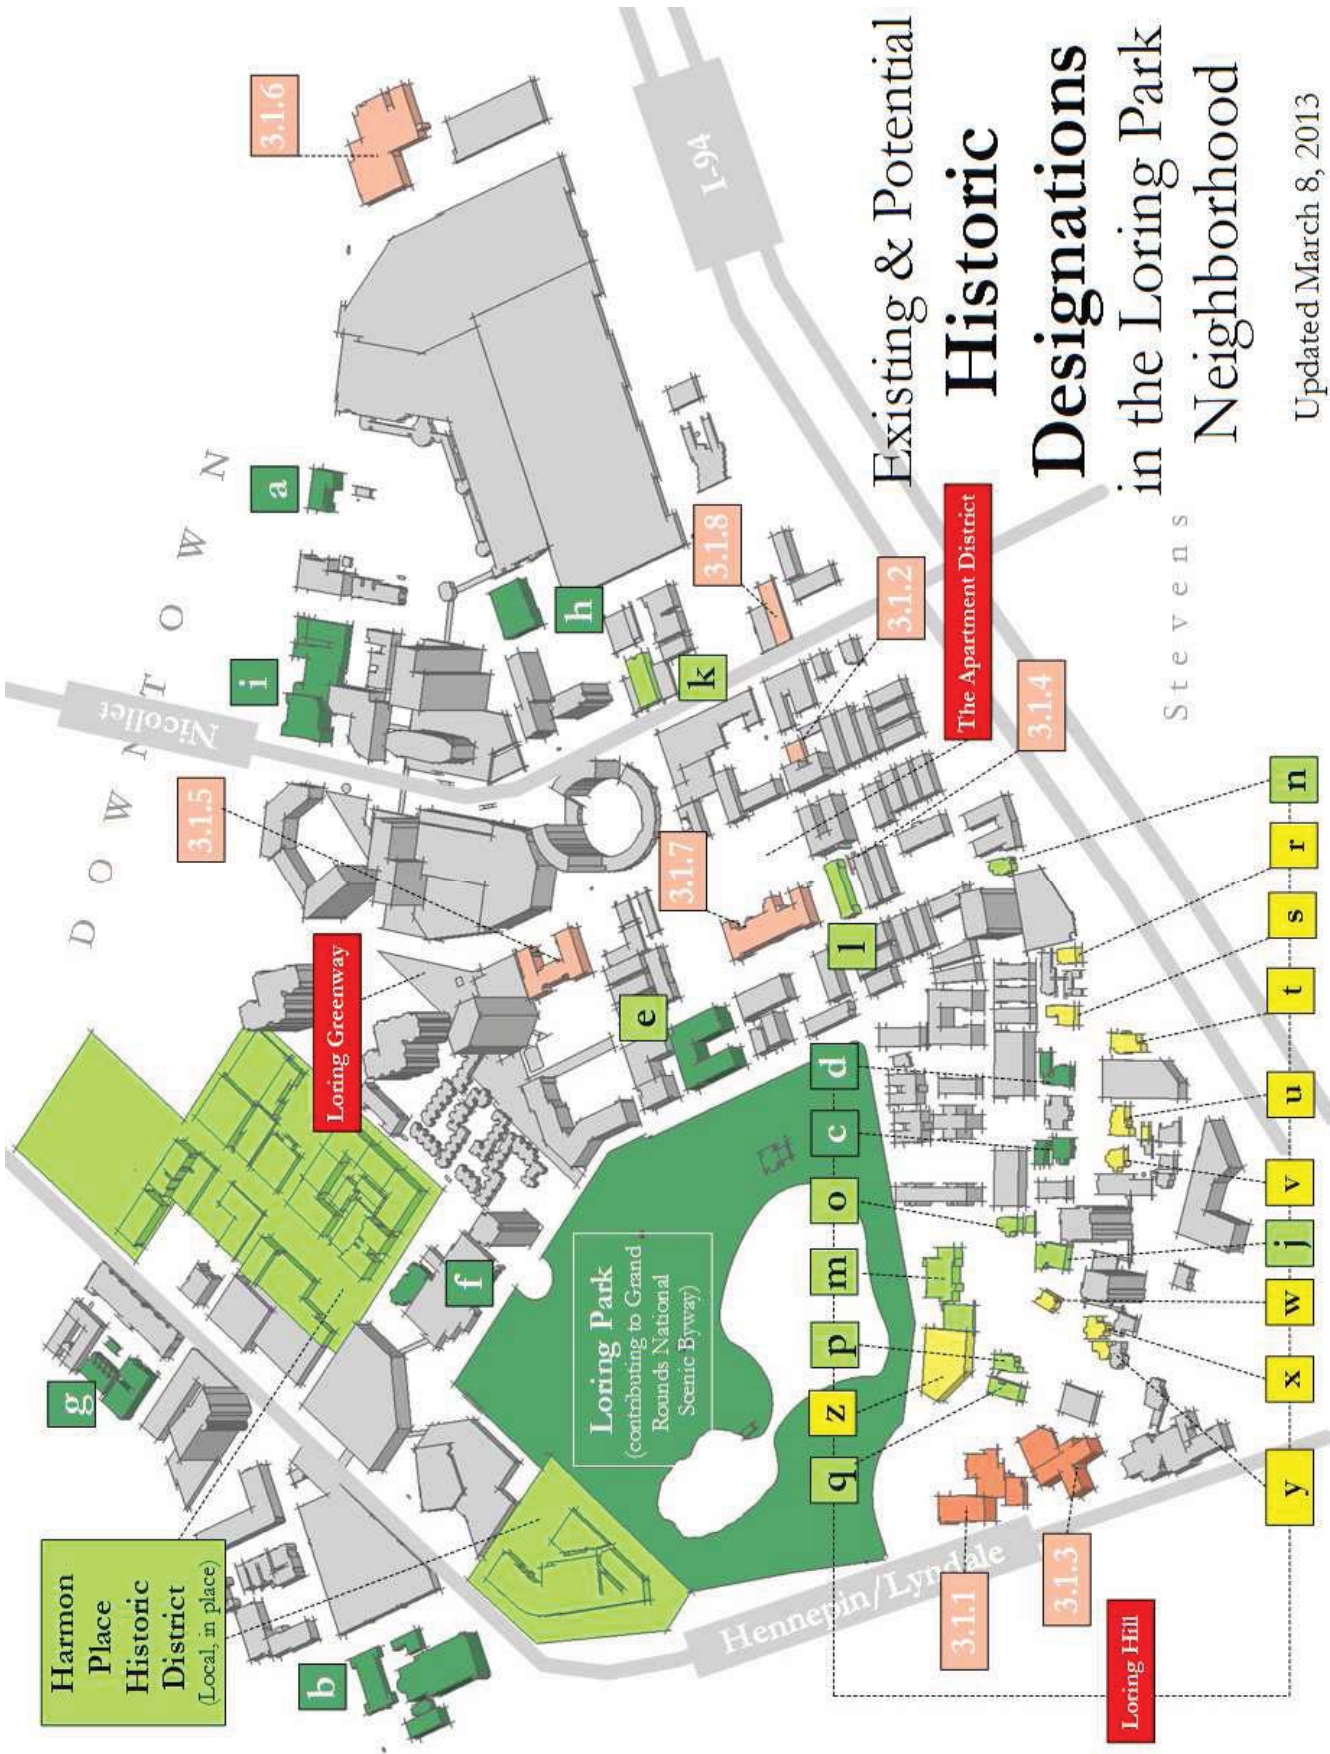 Existing & Potential
Historic
Designations
in the Loring Park
Neighborhood
Updated March 8, 2013
Harmon
Place
Historic
District
(Local, in place)
DOWNTOWN
Nicollet
I-94
Hennepin/Lyndale
Stevens
Loring Greenway
The Apartment District
Loring Hill
Loring Park
(contributing to Grand
Rounds National
Scenic Byway)
3.1.6
3.1.5
3.1.7
3.1.8
3.1.2
3.1.4
3.1.1
3.1.3
a
i
h
k
g
f
e
b
l
d
c
o
m
p
z
q
n
r
s
t
u
v
j
w
x
y